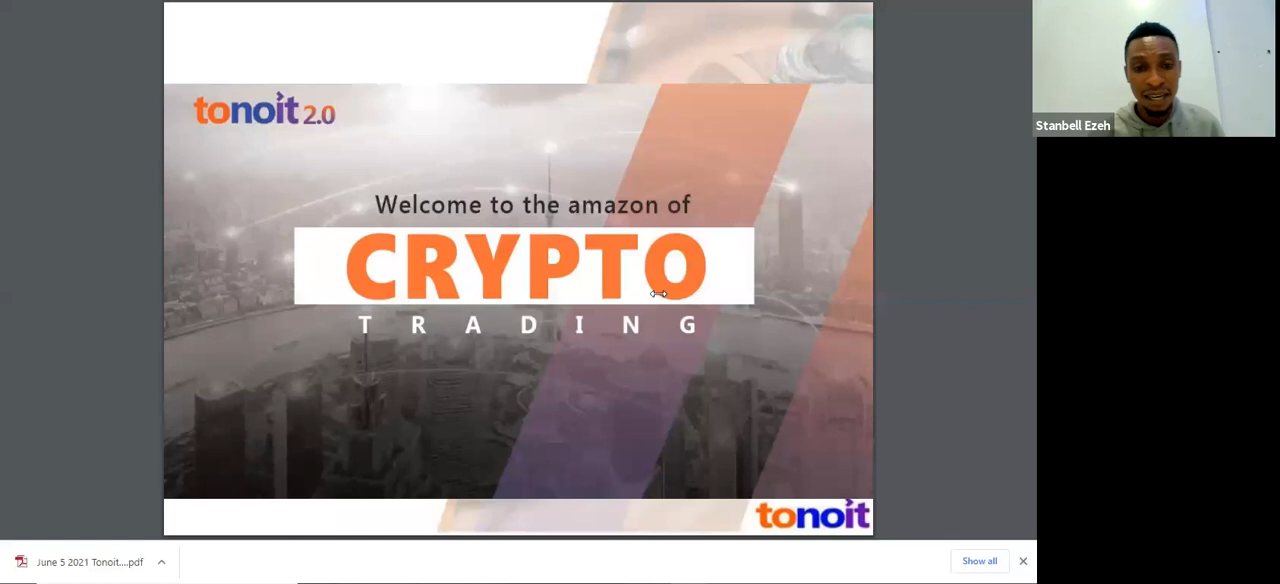 tonoit 2.0
Welcome to the amazon of
CRYPTO
TRADING
tonoit
Stanbell Ezeh
June 5 2021 Tonoit....pdf
Show all